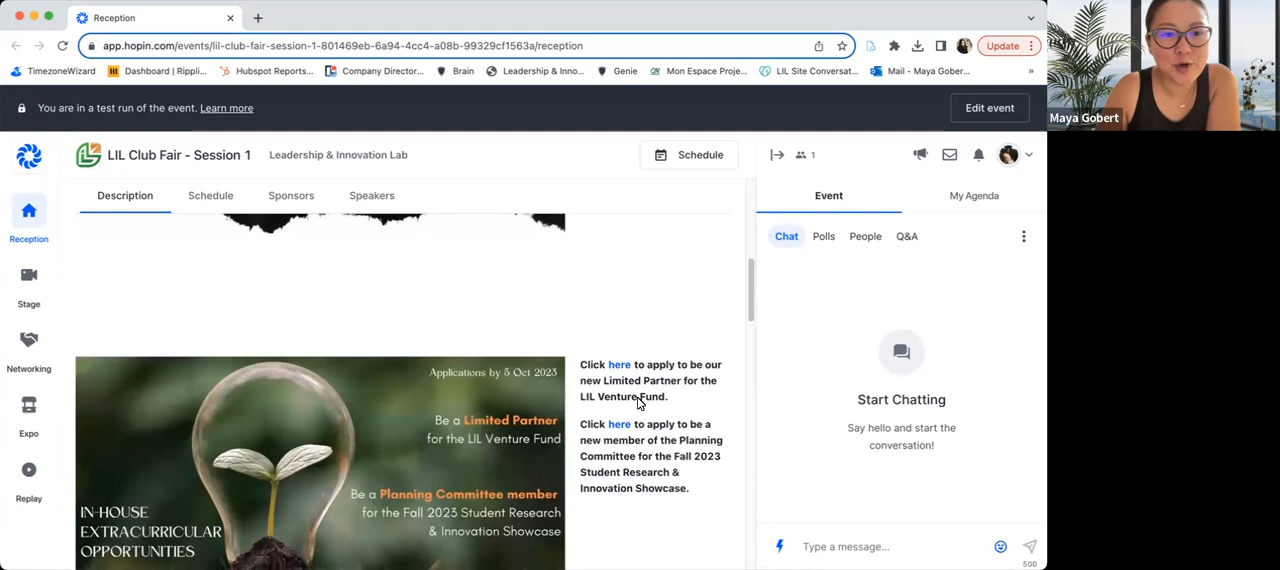 Reception
app.hopin.com/events/lil-club-fair-session-1-801469eb-6a94-4cc4-a08b-99329cf1563a/reception
Update
TimezoneWizard
Dashboard | Rippli...
Hubspot Reports...
Company Director...
Brain
Leadership & Inno...
Genie
Mon Espace Proje...
LIL Site Conversat...
Mail - Maya Gober...
»
Maya Gobert
You are in a test run of the event. Learn more
Edit event
LIL Club Fair - Session 1
Leadership & Innovation Lab
Schedule
1
Description
Schedule
Sponsors
Speakers
Event
My Agenda
Reception
Stage
Networking
Expo
Replay
Chat
Polls
People
Q&A
Applications by 5 Oct 2023
Be a Limited Partner
for the LIL Venture Fund
Be a Planning Committee member
for the Fall 2023 Student Research
& Innovation Showcase
IN-HOUSE
EXTRACURRICULAR
OPPORTUNITIES
Click here to apply to be our
new Limited Partner for the
LIL Venture Fund.
Click here to apply to be a
new member of the Planning
Committee for the Fall 2023
Student Research &
Innovation Showcase.
Start Chatting
Say hello and start the
conversation!
Type a message...
500